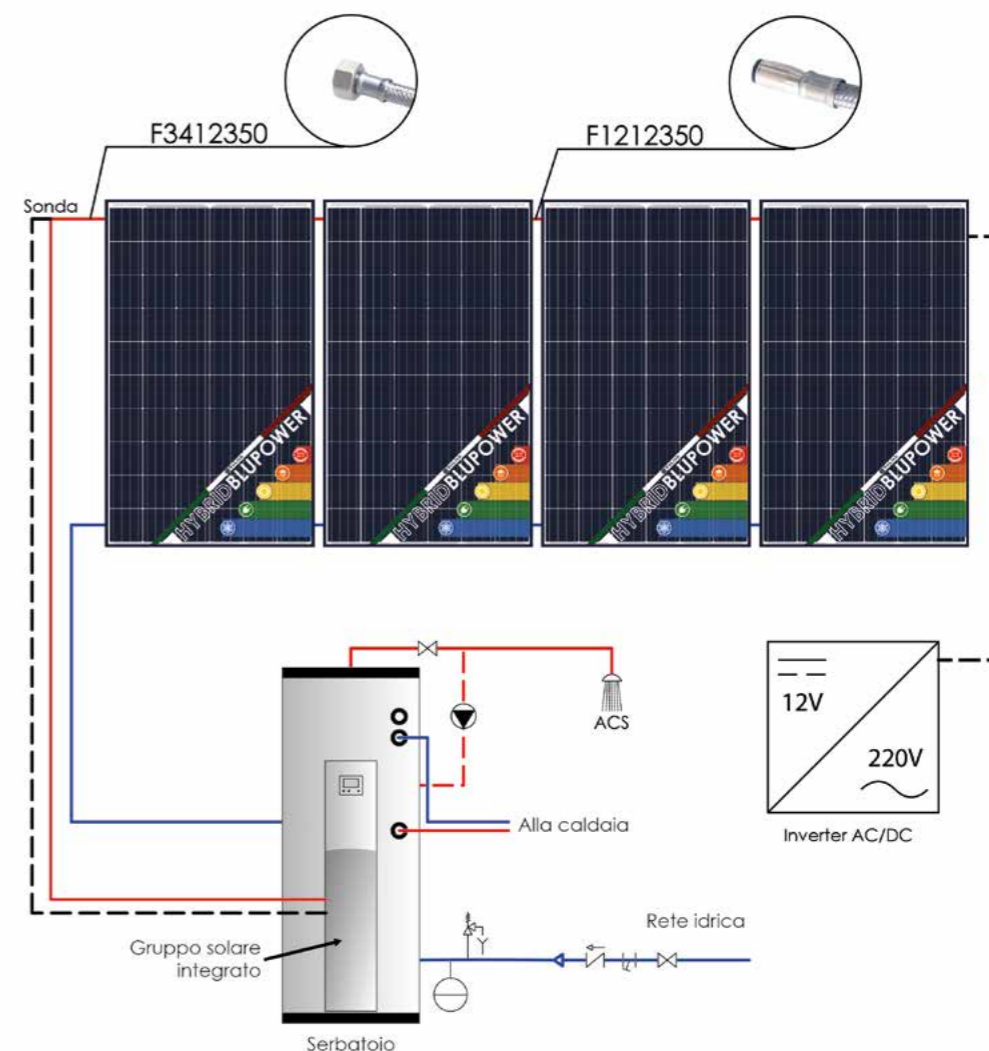 F3412350
F1212350
Sonda
HYBRIDBLUPOWER
HYBRIDBLUPOWER
HYBRIDBLUPOWER
HYBRIDBLUPOWER
ACS
12V
220V
Alla caldaia
Inverter AC/DC
Rete idrica
Gruppo solare
integrato
Serbatoio